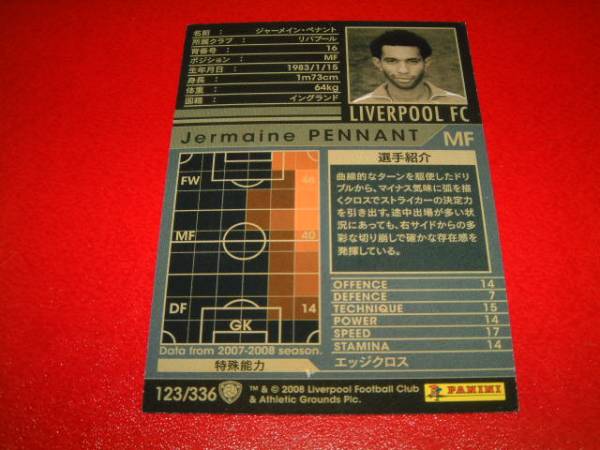 名前 : ジャーメイン・ペナント
所属クラブ : リバプール
背番号 : 16
ポジション : MF
生年月日 : 1983/1/15
身長 : 1m73cm
体重 : 64kg
国籍 : イングランド
LIVERPOOL FC
Jermaine PENNANT MF
選手紹介
曲線的なターンを駆使したドリ
ブルから、マイナス気味に弧を描
くクロスでストライカーの決定力
を引き出す。途中出場が多い状
況にあっても、右サイドからの多
彩な切り崩しで確かな存在感を
発揮している。
FW 46
MF 40
DF 14
GK
Data from 2007-2008 season.
OFFENCE 14
DEFENCE 7
TECHNIQUE 15
POWER 14
SPEED 17
STAMINA 14
特殊能力 エッジクロス
123/336
™ & © 2008 Liverpool Football Club
& Athletic Grounds Plc.
PANINI